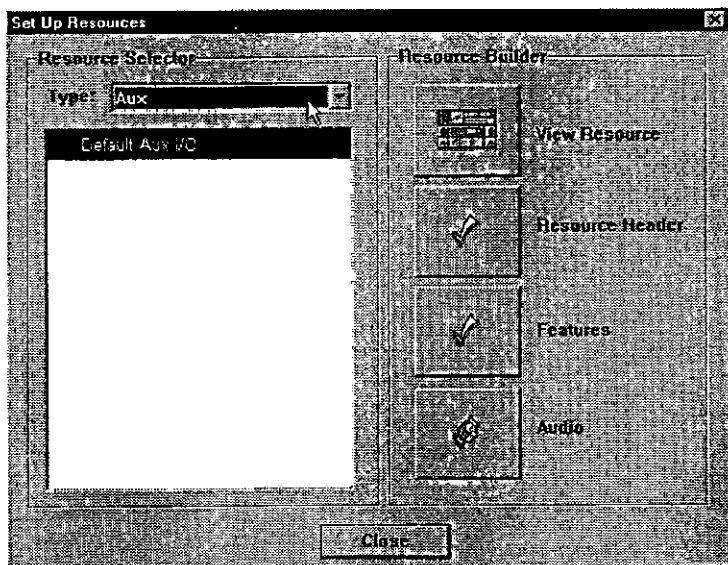 Set Up Resources
Resource Selector
Type:
Aux
Default Aux I/O
Resource Builder
View Resource
Resource Header
Features
Audio
Close